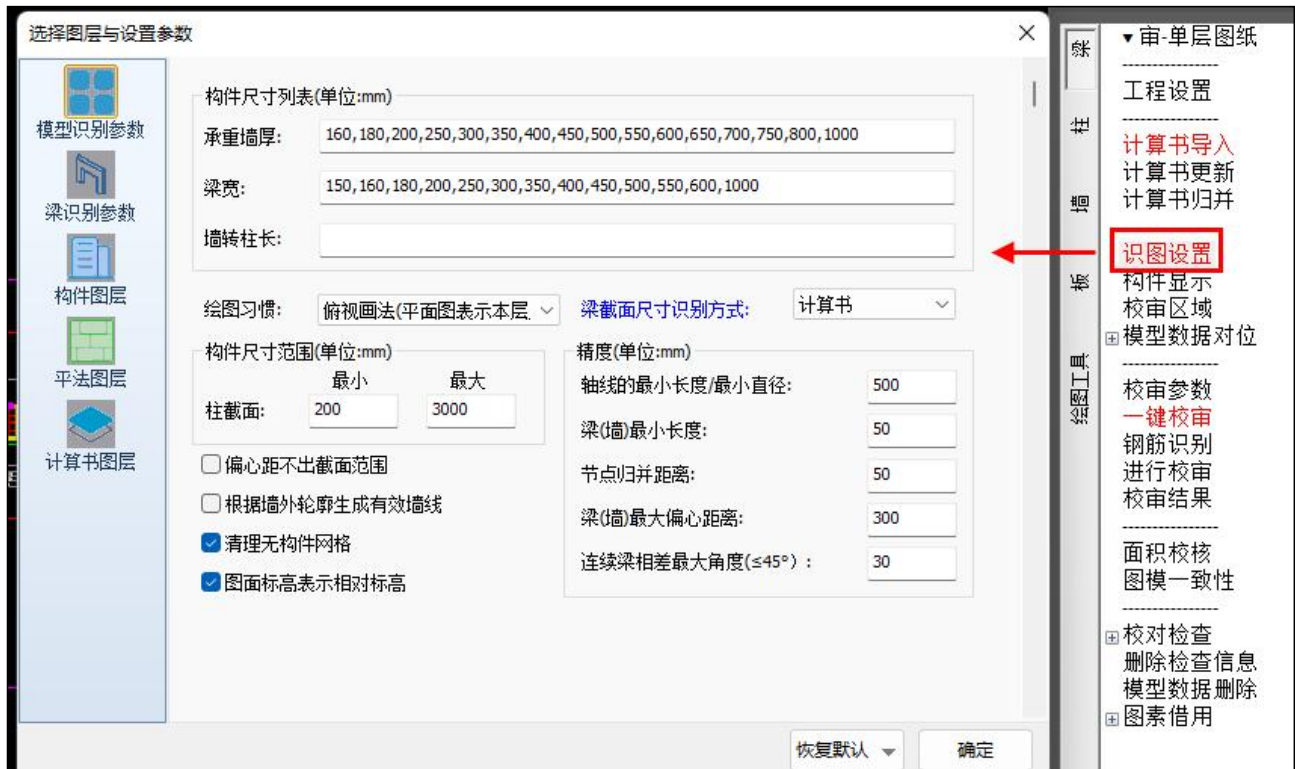 选择图层与设置参数
模型识别参数
梁识别参数
构件图层
平法图层
计算书图层
构件尺寸列表(单位:mm)
承重墙厚: 160,180,200,250,300,350,400,450,500,550,600,650,700,750,800,1000
梁宽: 150,160,180,200,250,300,350,400,450,500,550,600,1000
墙转柱长:
绘图习惯: 俯视画法(平面图表示本层 梁截面尺寸识别方式: 计算书
构件尺寸范围(单位:mm)
最小 最大
柱截面: 200 3000
偏心距不出截面范围
根据墙外轮廓生成有效墙线
清理无构件网格
图面标高表示相对标高
精度(单位:mm)
轴线的最小长度/最小直径: 500
梁(墙)最小长度: 50
节点归并距离: 50
梁(墙)最大偏心距离: 300
连续梁相差最大角度(≤45°): 30
恢复默认 确定
梁
柱
墙
板
绘图工具
审-单层图纸
工程设置
计算书导入
计算书更新
计算书归并
识图设置
构件显示
校审区域
模型数据对位
校审参数
一键校审
钢筋识别
进行校审
校审结果
面积校核
图模一致性
校对检查
删除检查信息
模型数据删除
图素借用